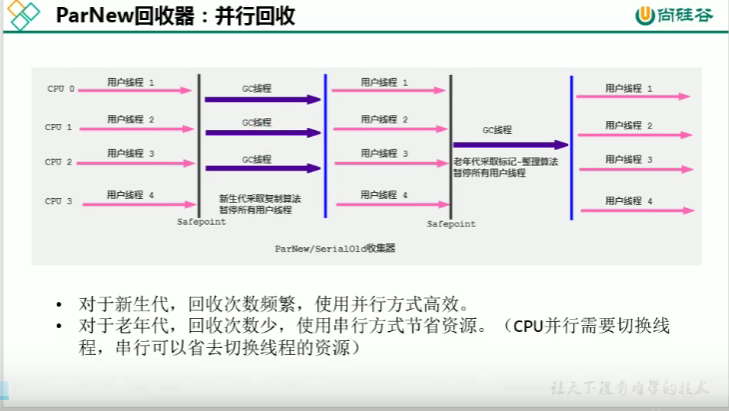 ParNew回收器：并行回收
尚硅谷
CPU 0
用户线程 1
GC线程
用户线程 1
用户线程 1
CPU 1
用户线程 2
GC线程
用户线程 2
GC线程
用户线程 2
CPU 2
用户线程 3
GC线程
用户线程 3
老年代采取标记-整理算法
暂停所有用户线程
用户线程 3
CPU 3
用户线程 4
新生代采取复制算法
暂停所有用户线程
用户线程 4
用户线程 4
Safepoint
Safepoint
ParNew/SerialOld收集器
• 对于新生代，回收次数频繁，使用并行方式高效。
• 对于老年代，回收次数少，使用串行方式节省资源。（CPU并行需要切换线
程，串行可以省去切换线程的资源）
让天下没有难学的技术